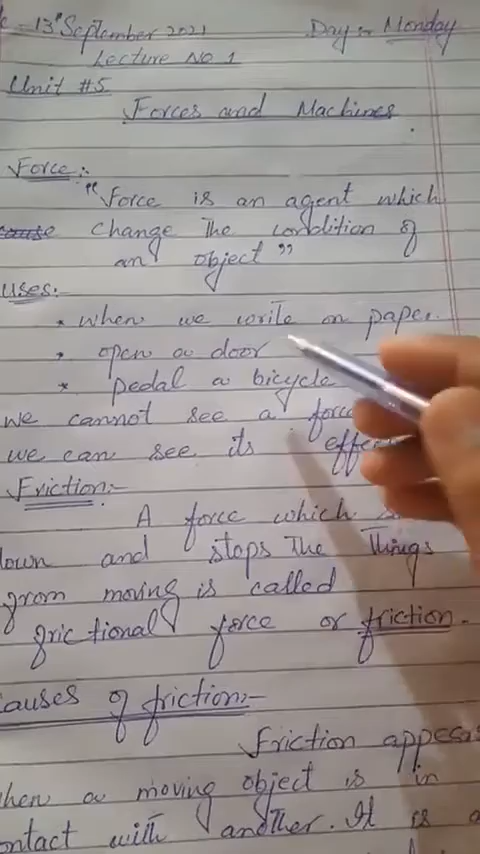 13th September 2021 Day :- Monday
Lecture No 1
Unit #5
Forces and Machines
Force:-
"Force is an agent which
cause change the condition of
an object"
uses:
* when we write on paper.
* open a door
* pedal a bicycle
we cannot see a force
we can see its
Friction:-
A force which
down and stops The Things
from moving is called
frictional force or friction.
causes of friction:-
Friction appears
when a moving object is in
contact with another. It is a